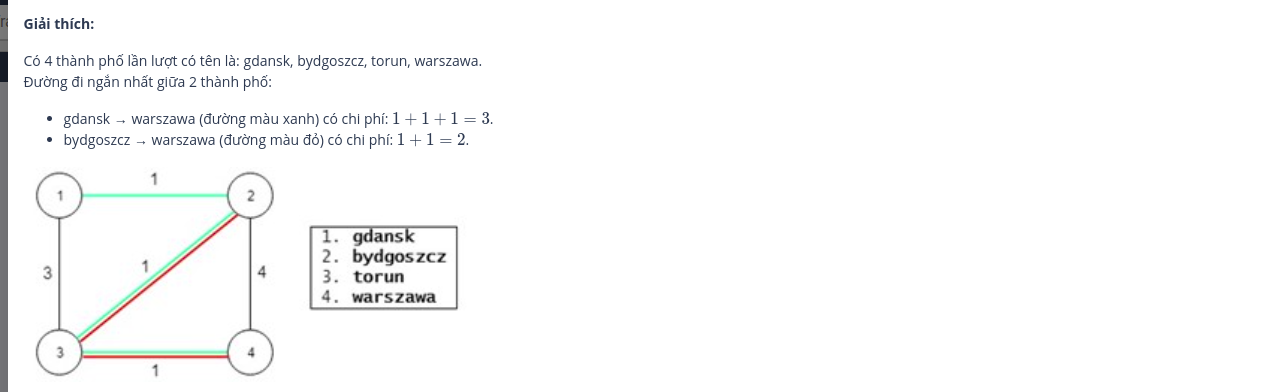 Giải thích:
Có 4 thành phố lần lượt có tên là: gdansk, bydgoszcz, torun, warszawa.
Đường đi ngắn nhất giữa 2 thành phố:
• gdansk → warszawa (đường màu xanh) có chi phí: 1 + 1 + 1 = 3.
• bydgoszcz → warszawa (đường màu đỏ) có chi phí: 1 + 1 = 2.
1
1
2
1. gdansk
2. bydgoszcz
3. torun
4. warszawa
3
1
4
3
4
1